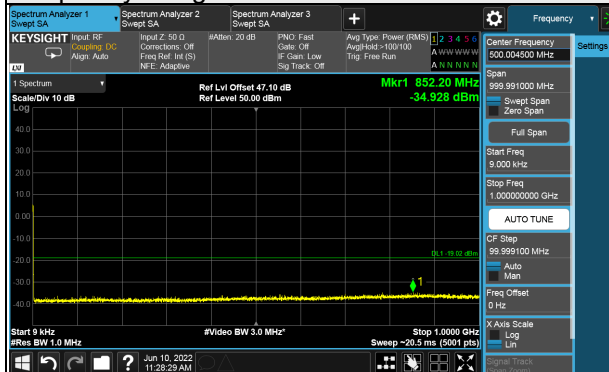 Spectrum Analyzer 1
Swept SA
Spectrum Analyzer 2
Swept SA
Spectrum Analyzer 3
Swept SA
+
Frequency
KEYSIGHT
Input: RF
Coupling: DC
Align: Auto
Input Z: 50 Ω
Corrections: Off
Freq Ref: Int (S)
NFE: Adaptive
#Atten: 20 dB
PNO: Fast
Gate: Off
IF Gain: Low
Sig Track: Off
Avg Type: Power (RMS)
Avg|Hold:>100/100
Trig: Free Run
1 2 3 4 5 6
A W W W W W
A N N N N N
LXI
1 Spectrum
Scale/Div 10 dB
Log
Ref Lvl Offset 47.10 dB
Ref Level 50.00 dBm
Mkr1 852.20 MHz
-34.928 dBm
40.0
30.0
20.0
10.0
0.00
-10.0
-20.0
-30.0
-40.0
DL1 -19.02 dBm
1
Start 9 kHz
#Res BW 1.0 MHz
#Video BW 3.0 MHz*
Stop 1.0000 GHz
Sweep ~20.5 ms (5001 pts)
Center Frequency
500.004500 MHz
Settings
Span
999.991000 MHz
Swept Span
Zero Span
Full Span
Start Freq
9.000 kHz
Stop Freq
1.000000000 GHz
AUTO TUNE
CF Step
99.999100 MHz
Auto
Man
Freq Offset
0 Hz
X Axis Scale
Log
Lin
Signal Track
(Span Zoom)
?
Jun 10, 2022
11:28:29 AM